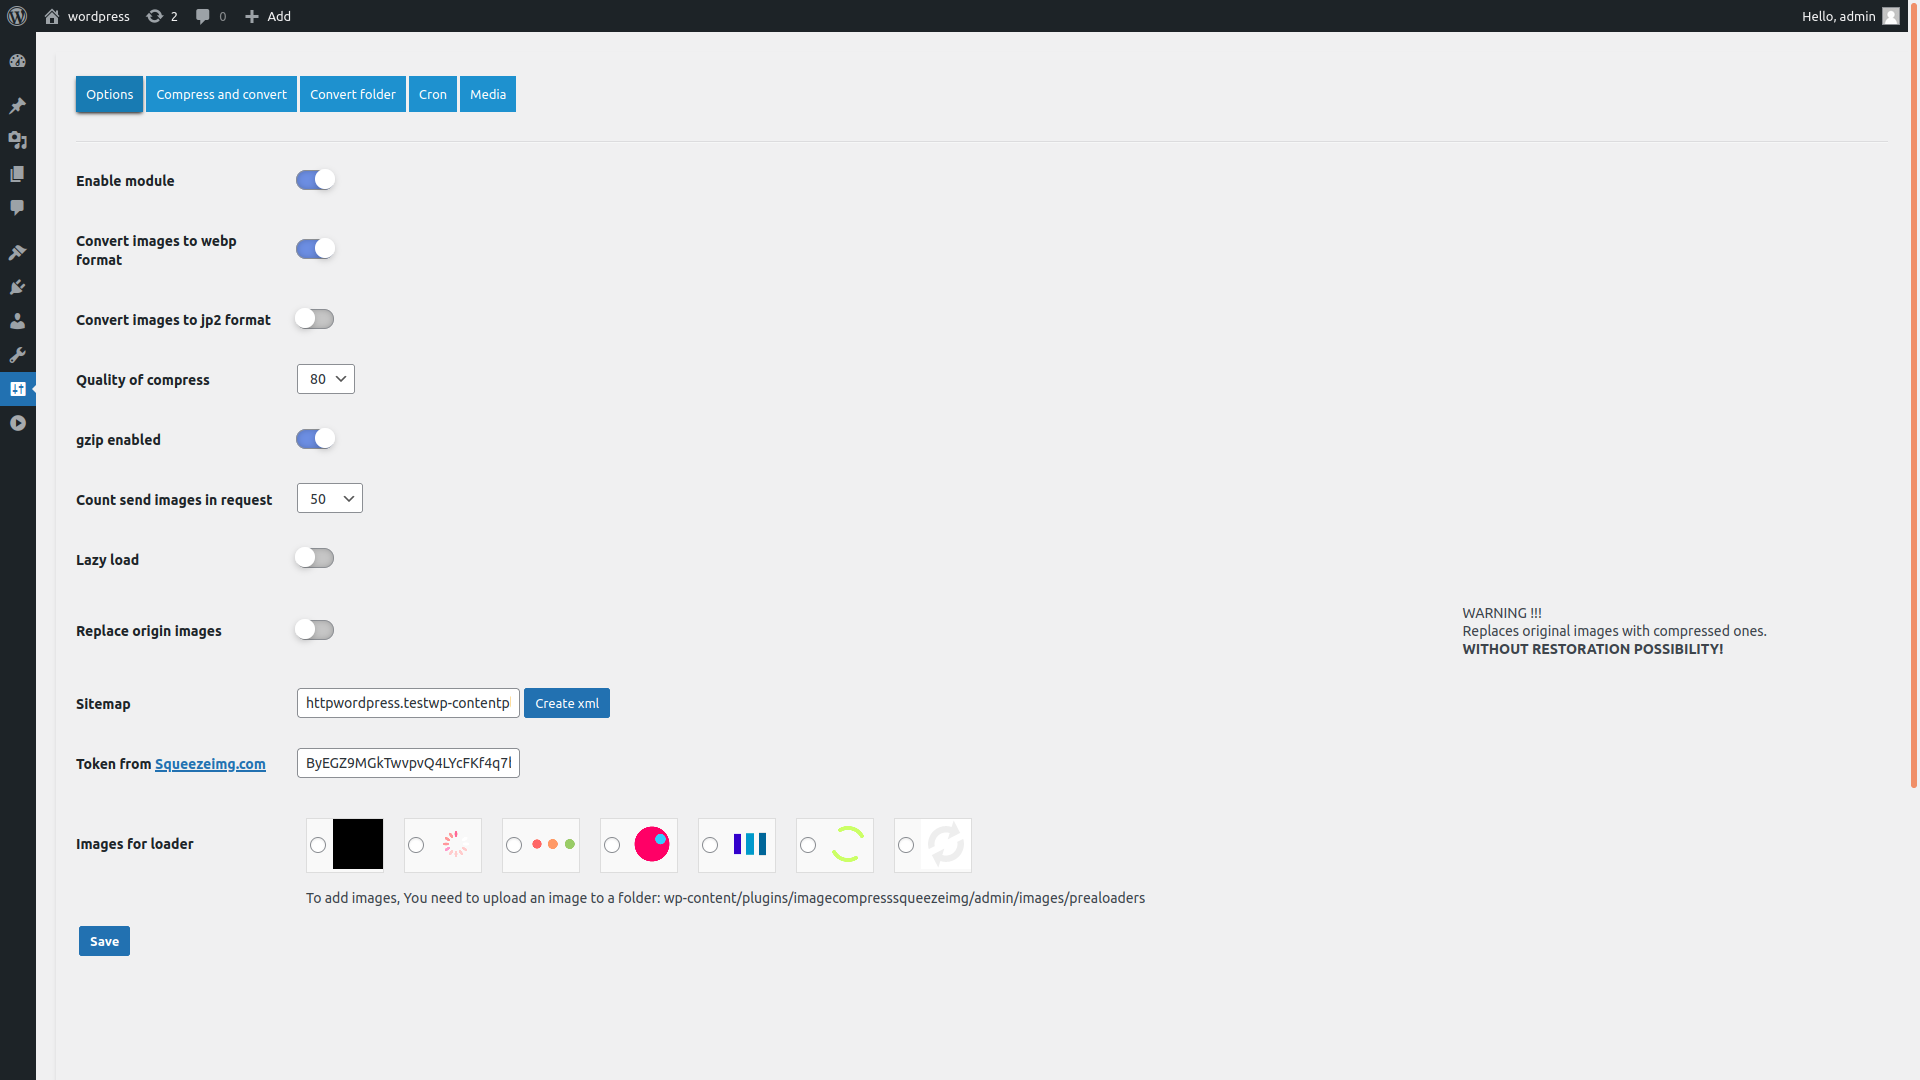 wordpress 2 0 Add Hello, admin
Options Compress and convert Convert folder Cron Media
Enable module
Convert images to webp
format
Convert images to jp2 format
Quality of compress 80
gzip enabled
Count send images in request 50
Lazy load
WARNING !!!
Replace origin images Replaces original images with compressed ones.
WITHOUT RESTORATION POSSIBILITY!
Sitemap httpwordpress.testwp-contentp Create xml
Token from Squeezeimg.com ByEGZ9MGkTwvpvQ4LYcFKf4q7l
Images for loader
To add images, You need to upload an image to a folder: wp-content/plugins/imagecompresssqueezeimg/admin/images/prealoaders
Save